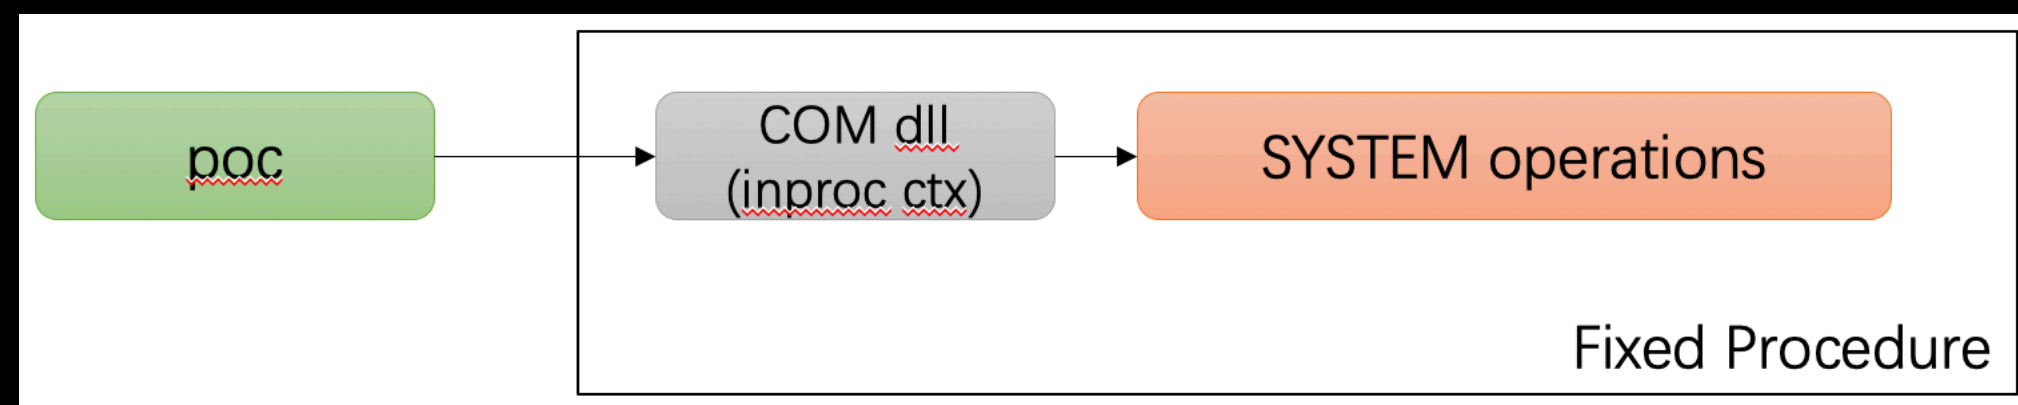 poc
COM dll
(inproc ctx)
SYSTEM operations
Fixed Procedure